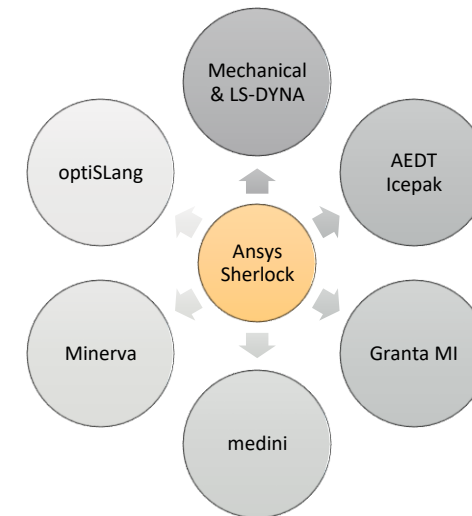 Mechanical
& LS-DYNA
optiSLang
AEDT
Icepak
Ansys
Sherlock
Minerva
Granta MI
medini